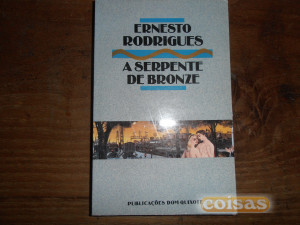 ERNESTO
RODRIGUES
A SERPENTE
DE BRONZE
PUBLICAÇÕES DOM QUIXOTE
coisas